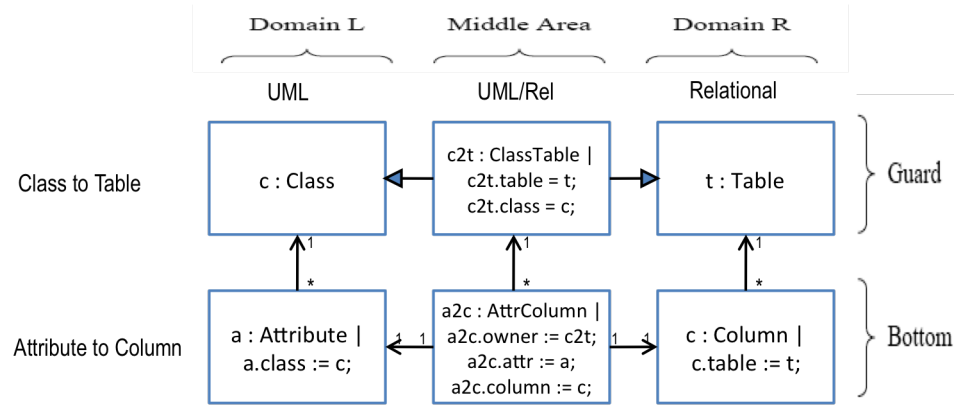 Domain L
Middle Area
Domain R
UML
UML/Rel
Relational
Class to Table
c : Class
c2t : ClassTable |
c2t.table = t;
c2t.class = c;
t : Table
Guard
1
1
1
*
*
*
Attribute to Column
a : Attribute |
a.class := c;
1
1
a2c : AttrColumn |
a2c.owner := c2t;
a2c.attr := a;
a2c.column := c;
1
1
c : Column |
c.table := t;
Bottom